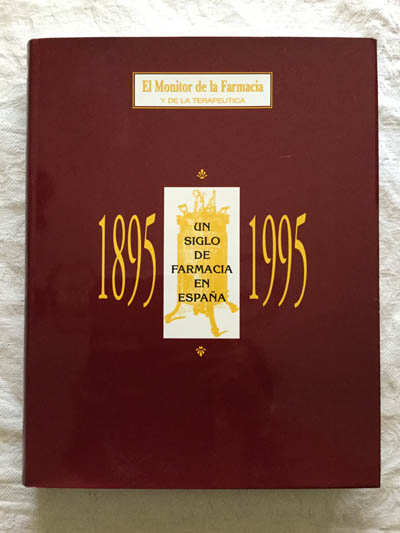 El Monitor de la Farmacia
Y DE LA TERAPEUTICA
1895
UN
SIGLO
DE
FARMACIA
EN
ESPAÑA
1995